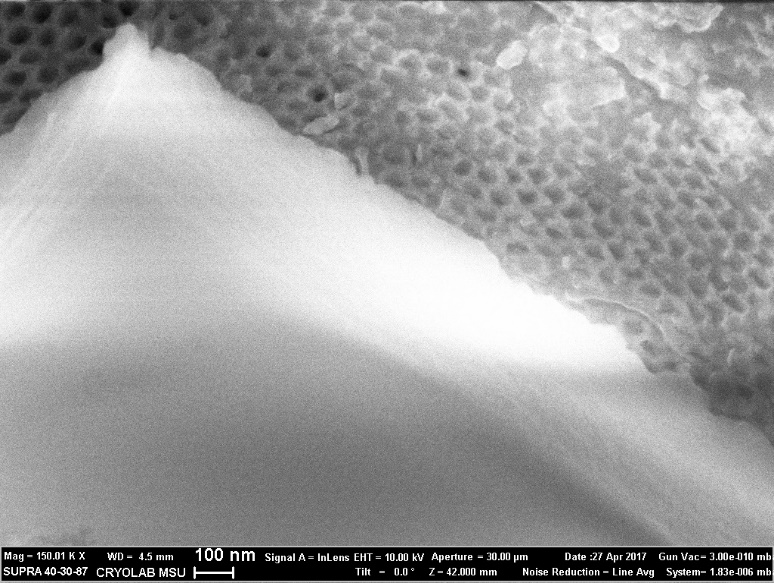 Mag = 150.01 K X WD = 4.5 mm 100 nm Signal A = InLens EHT = 10.00 kV Aperture = 30.00 µm Date :27 Apr 2017 Gun Vac= 3.00e-010 mb
SUPRA 40-30-87 CRYOLAB MSU Tilt = 0.0 ° Z = 42.000 mm Noise Reduction = Line Avg System= 1.83e-006 mb